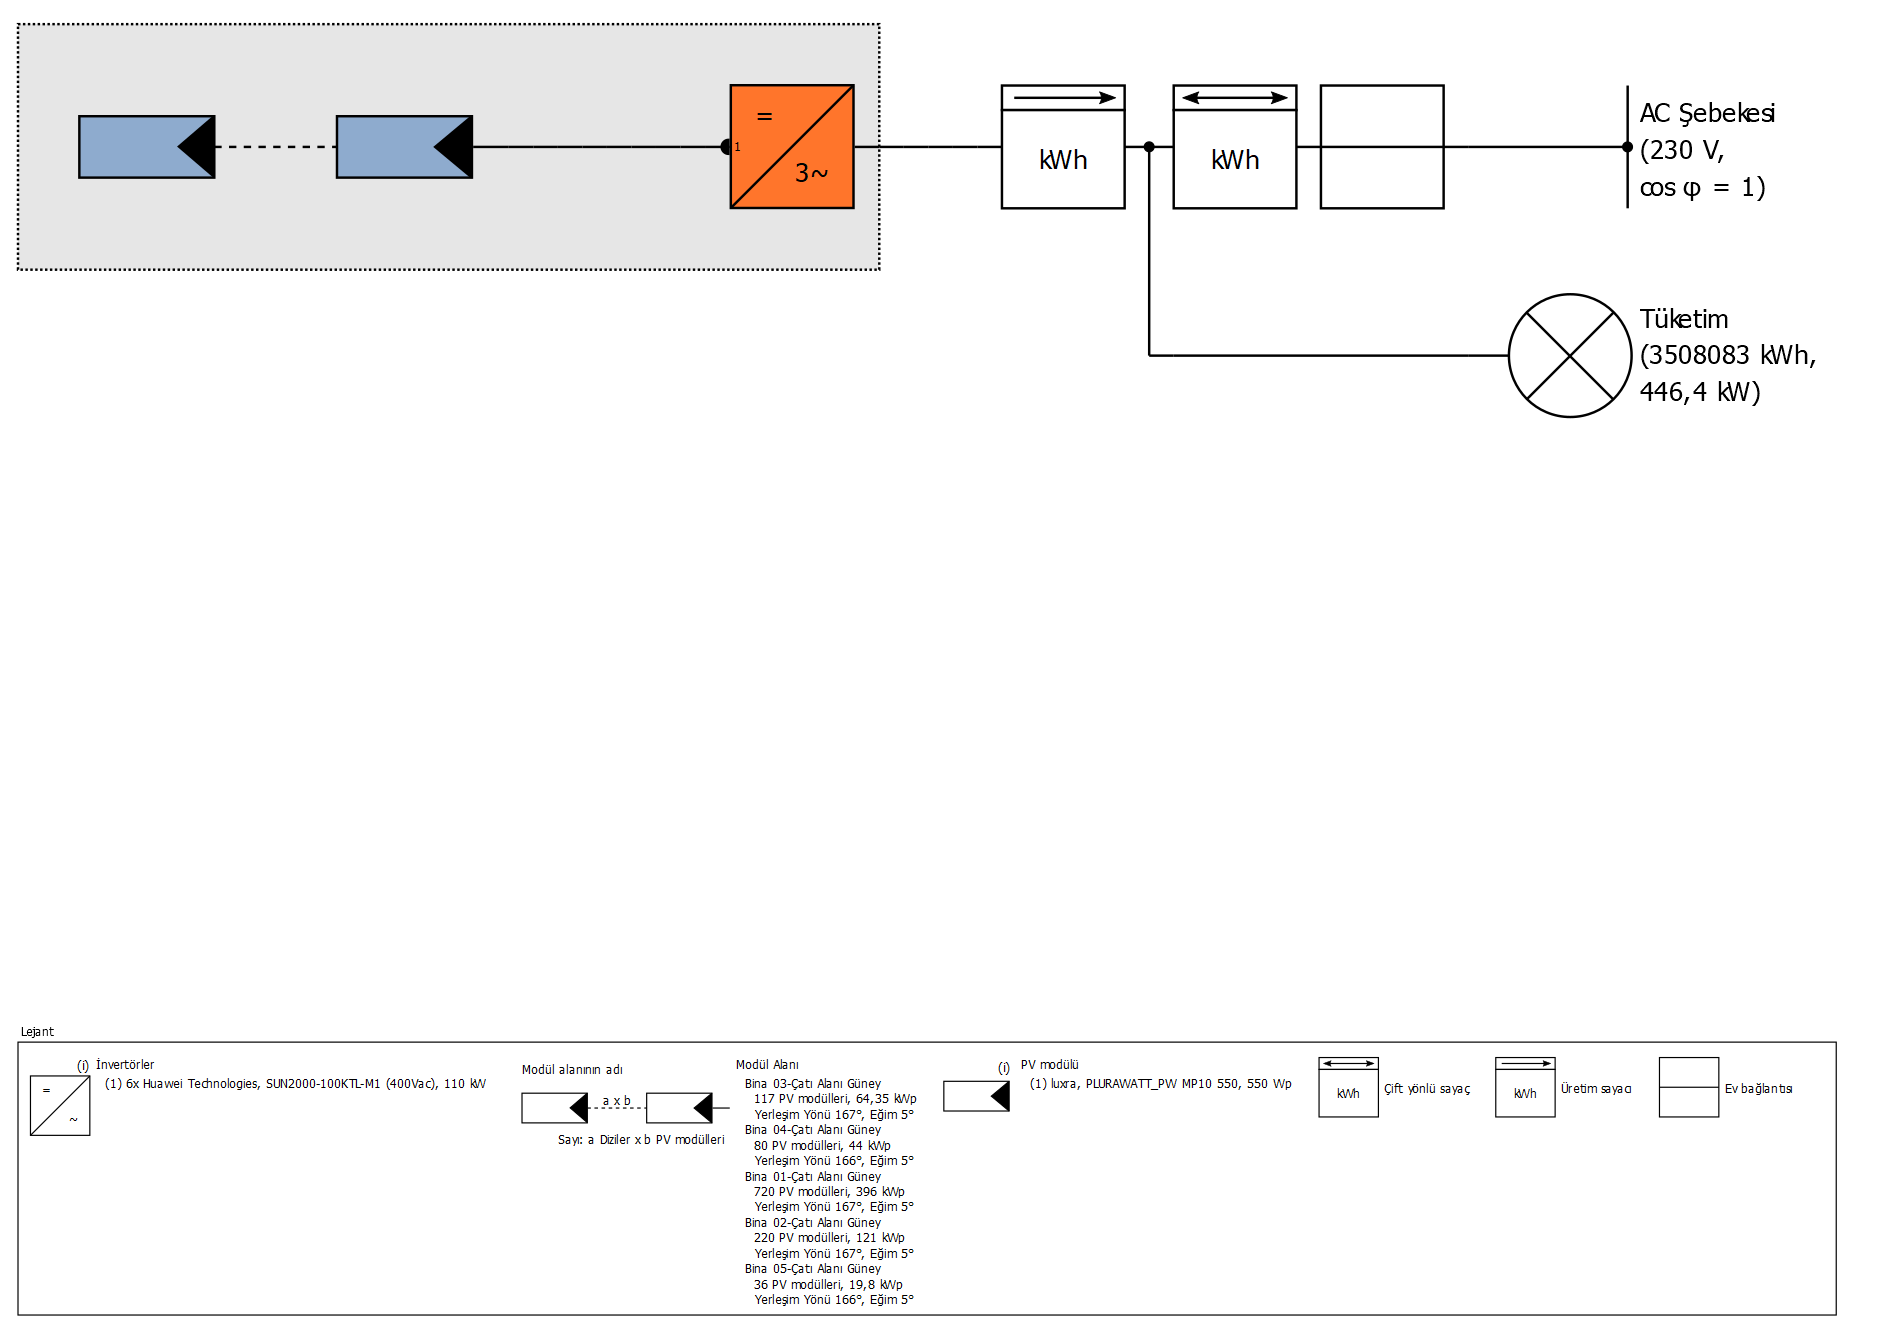 =
1
3~
kWh
kWh
AC Şebekesi
(230 V,
cos φ = 1)
Tüketim
(3508083 kWh,
446,4 kW)
Lejant
(i) İnvertörler
=
~
(1) 6x Huawei Technologies, SUN2000-100KTL-M1 (400Vac), 110 kW
Modül alanının adı
a x b
Sayı: a Diziler x b PV modülleri
Modül Alanı
Bina 03-Çatı Alanı Güney
117 PV modülleri, 64,35 kWp
Yerleşim Yönü 167°, Eğim 5°
Bina 04-Çatı Alanı Güney
80 PV modülleri, 44 kWp
Yerleşim Yönü 166°, Eğim 5°
Bina 01-Çatı Alanı Güney
720 PV modülleri, 396 kWp
Yerleşim Yönü 167°, Eğim 5°
Bina 02-Çatı Alanı Güney
220 PV modülleri, 121 kWp
Yerleşim Yönü 167°, Eğim 5°
Bina 05-Çatı Alanı Güney
36 PV modülleri, 19,8 kWp
Yerleşim Yönü 166°, Eğim 5°
(i) PV modülü
(1) luxra, PLURAWATT_PW MP10 550, 550 Wp
kWh
Çift yönlü sayaç
kWh
Üretim sayacı
Ev bağlantısı